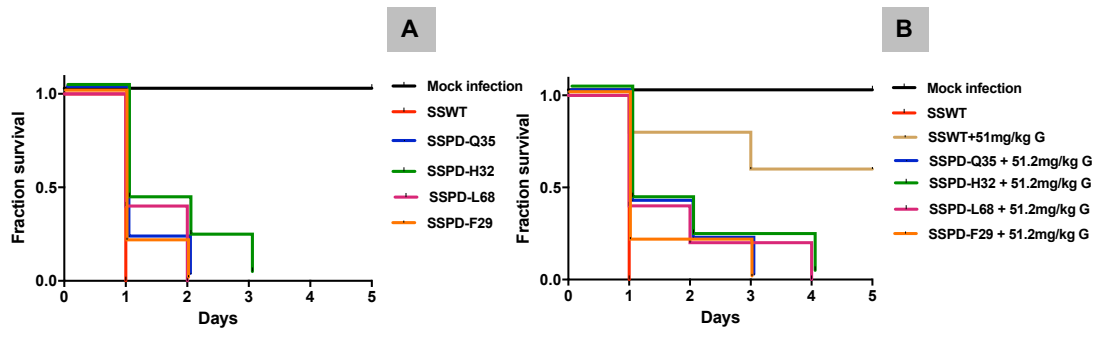 A
Fraction survival
1.0
0.5
0.0
0 1 2 3 4 5
Days
Mock infection
SSWT
SSPD-Q35
SSPD-H32
SSPD-L68
SSPD-F29
B
Fraction survival
1.0
0.5
0.0
0 1 2 3 4 5
Days
Mock infection
SSWT
SSWT+51mg/kg G
SSPD-Q35 + 51.2mg/kg G
SSPD-H32 + 51.2mg/kg G
SSPD-L68 + 51.2mg/kg G
SSPD-F29 + 51.2mg/kg G